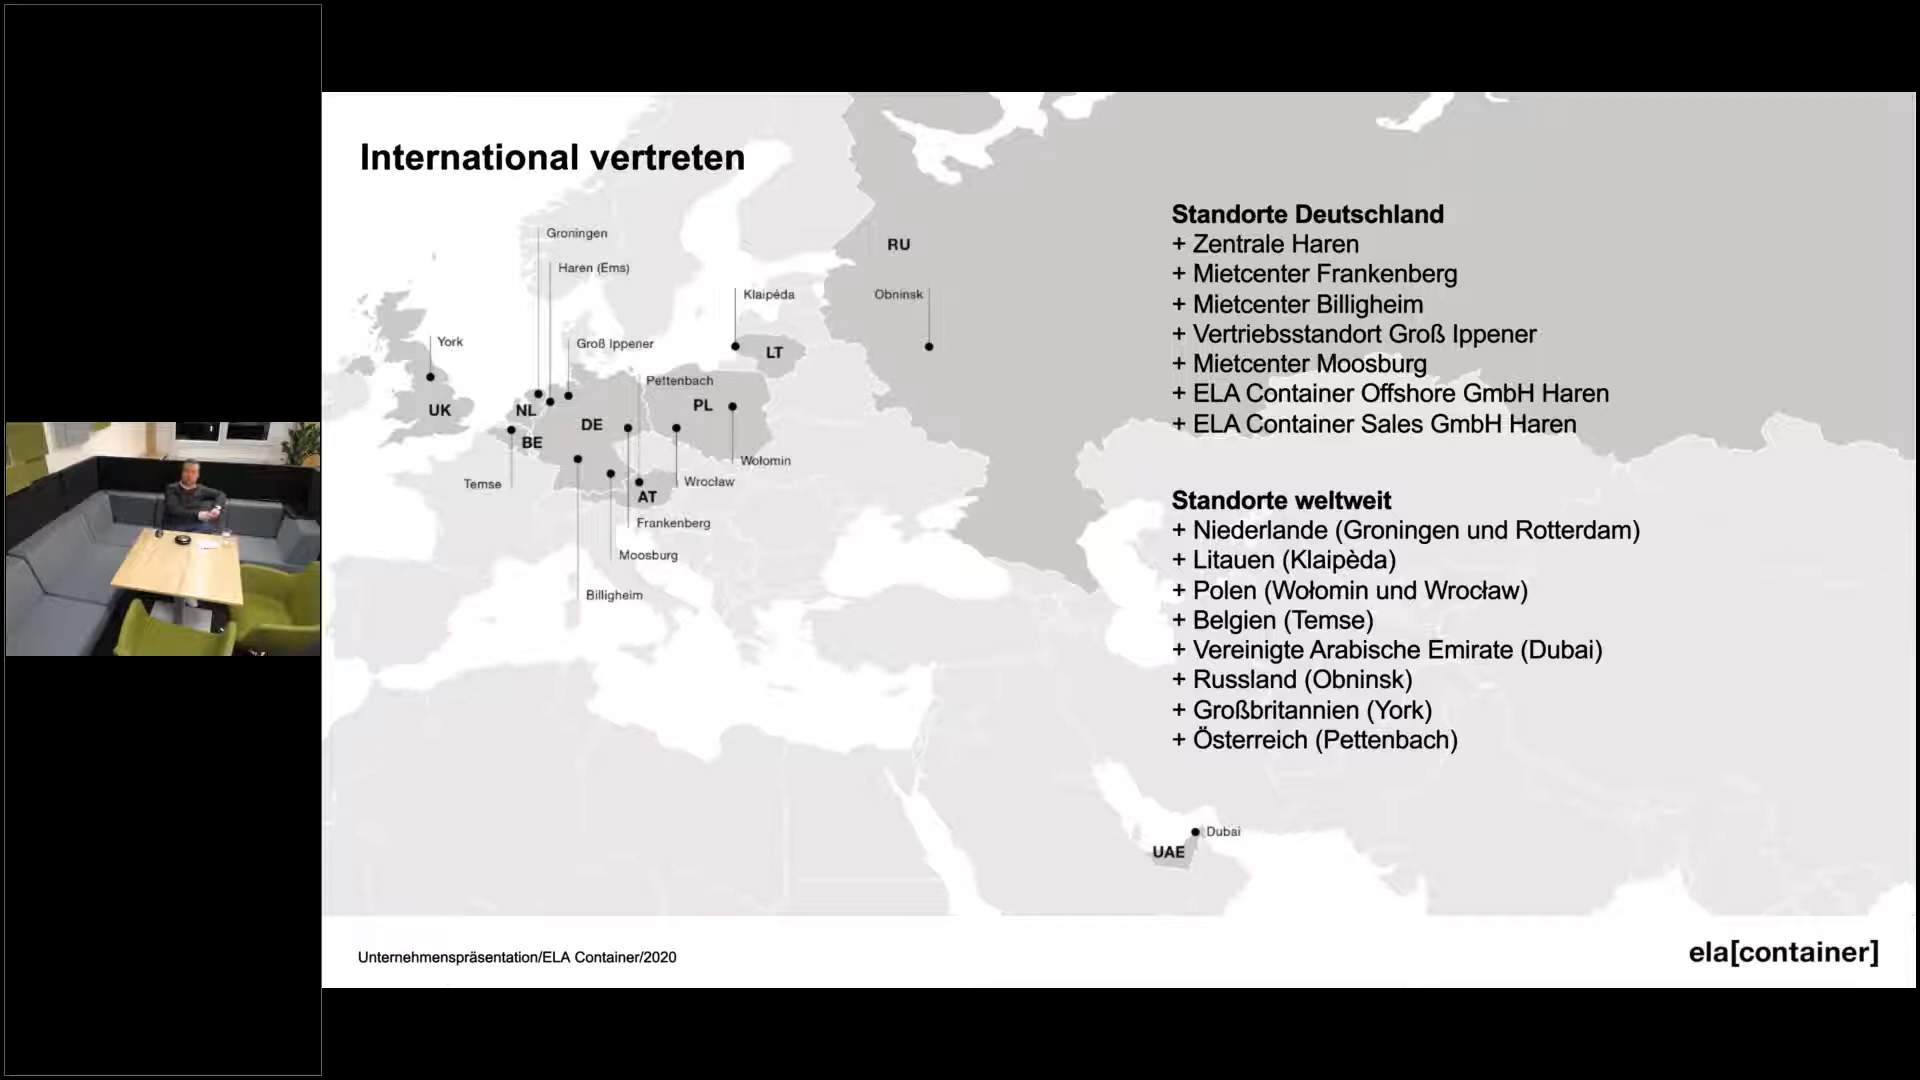 International vertreten
Groningen
Haren (Ems)
Klaipéda
RU
Obninsk
York
Groß Ippener
LT
Pettenbach
UK
NL
PL
DE
BE
Wołomin
Temse
Wrocław
AT
Frankenberg
Moosburg
Billigheim
Standorte Deutschland
+ Zentrale Haren
+ Mietcenter Frankenberg
+ Mietcenter Billigheim
+ Vertriebsstandort Groß Ippener
+ Mietcenter Moosburg
+ ELA Container Offshore GmbH Haren
+ ELA Container Sales GmbH Haren
Standorte weltweit
+ Niederlande (Groningen und Rotterdam)
+ Litauen (Klaipèda)
+ Polen (Wołomin und Wrocław)
+ Belgien (Temse)
+ Vereinigte Arabische Emirate (Dubai)
+ Russland (Obninsk)
+ Großbritannien (York)
+ Österreich (Pettenbach)
Dubai
UAE
Unternehmenspräsentation/ELA Container/2020
ela[container]